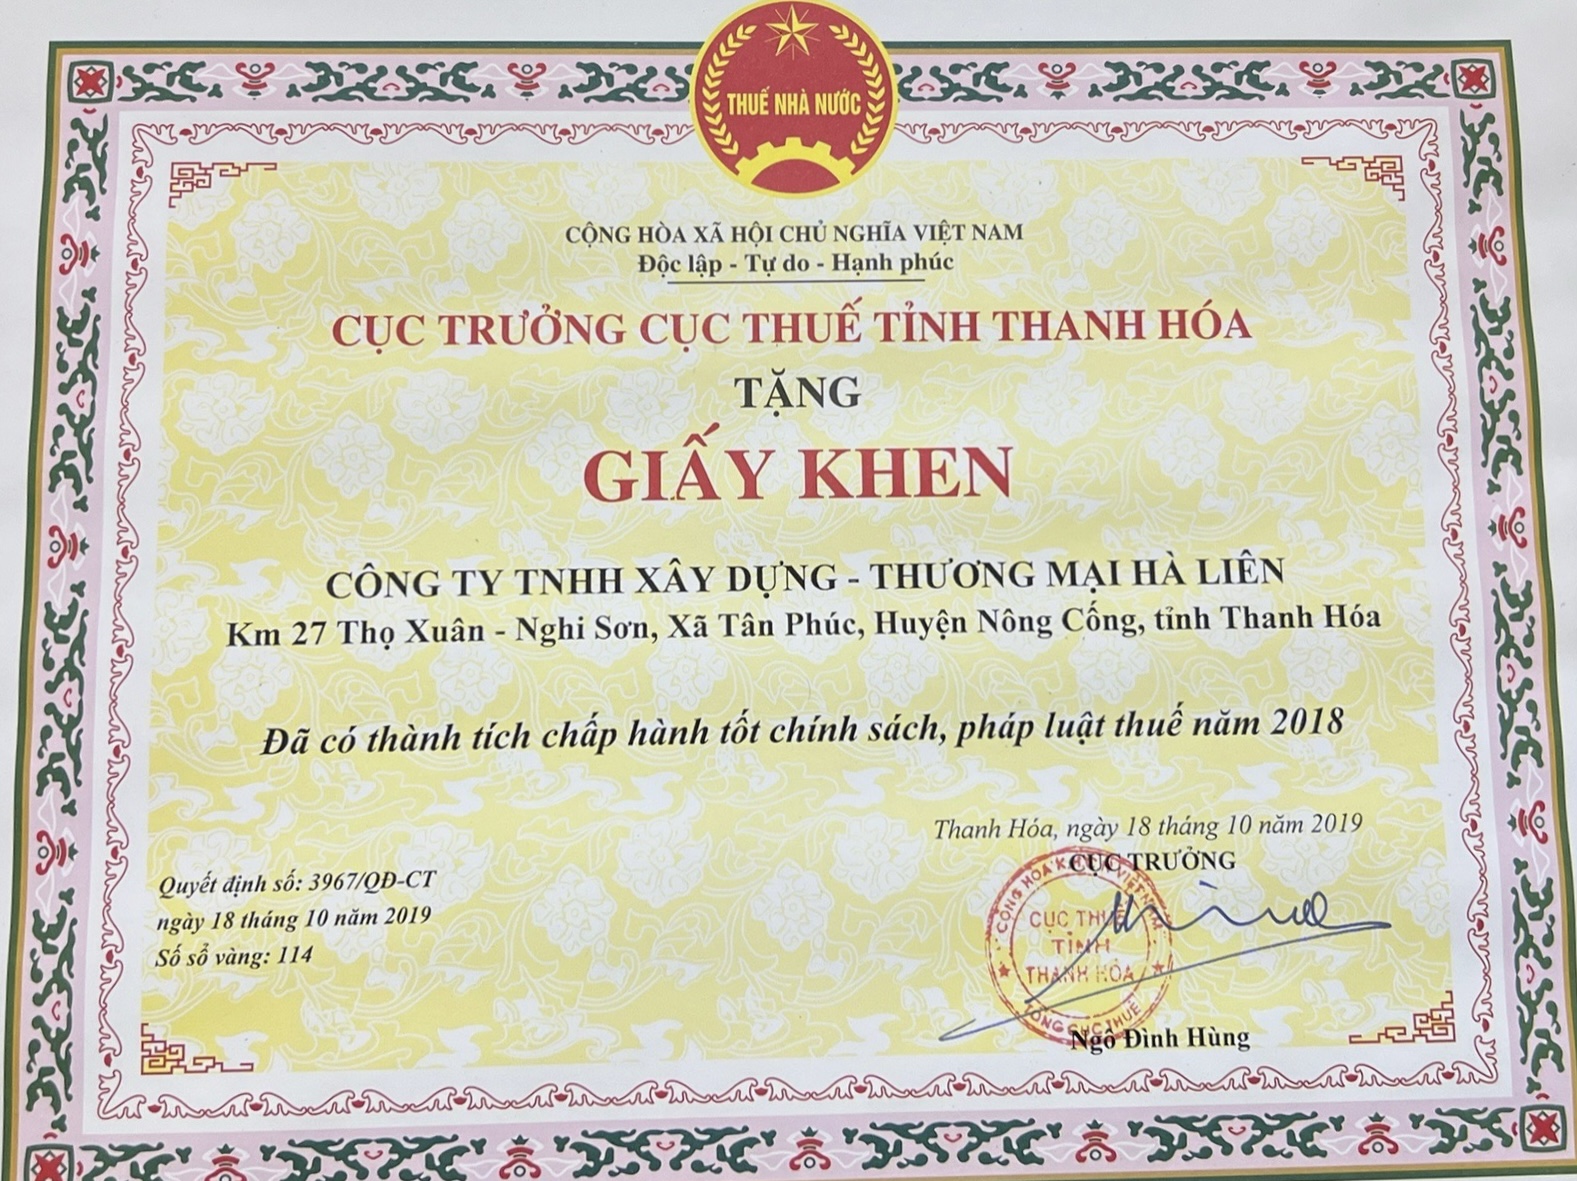 THUẾ NHÀ NƯỚC
CỘNG HÒA XÃ HỘI CHỦ NGHĨA VIỆT NAM
Độc lập - Tự do - Hạnh phúc
CỤC TRƯỞNG CỤC THUẾ TỈNH THANH HÓA
TẶNG
GIẤY KHEN
CÔNG TY TNHH XÂY DỰNG - THƯƠNG MẠI HÀ LIÊN
Km 27 Thọ Xuân - Nghi Sơn, Xã Tân Phúc, Huyện Nông Cống, tỉnh Thanh Hóa
Đã có thành tích chấp hành tốt chính sách, pháp luật thuế năm 2018
Thanh Hóa, ngày 18 tháng 10 năm 2019
CỤC TRƯỞNG
Quyết định số: 3967/QĐ-CT
ngày 18 tháng 10 năm 2019
Số sổ vàng: 114
CỤC THUẾ
TỈNH
THANH HÓA
TỔNG CỤC THUẾ
Ngô Đình Hùng